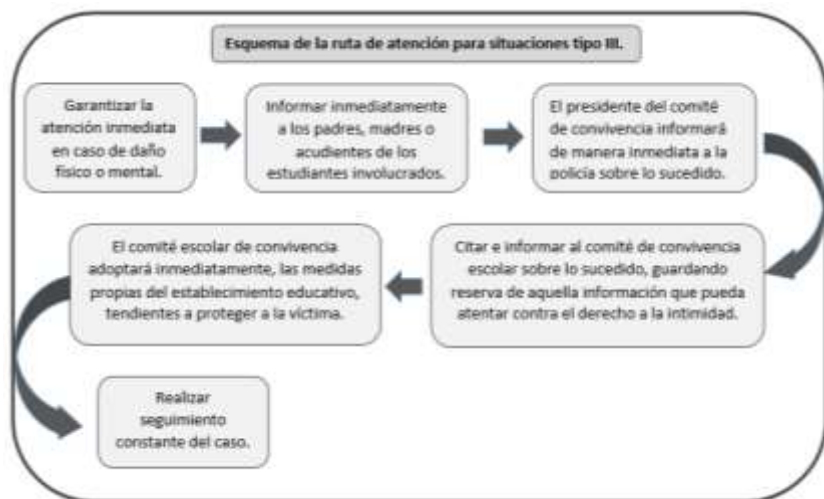 Esquema de la ruta de atención para situaciones tipo III.
Garantizar la
atención inmediata
en caso de daño
físico o mental.
Informar inmediatamente
a los padres, madres o
acudientes de los
estudiantes involucrados.
El presidente del comité
de convivencia informará
de manera inmediata a la
policía sobre lo sucedido.
Citar e informar al comité de convivencia
escolar sobre lo sucedido, guardando
reserva de aquella información que pueda
atentar contra el derecho a la intimidad.
El comité escolar de convivencia
adoptará inmediatamente, las medidas
propias del establecimiento educativo,
tendientes a proteger a la víctima.
Realizar
seguimiento
constante del caso.